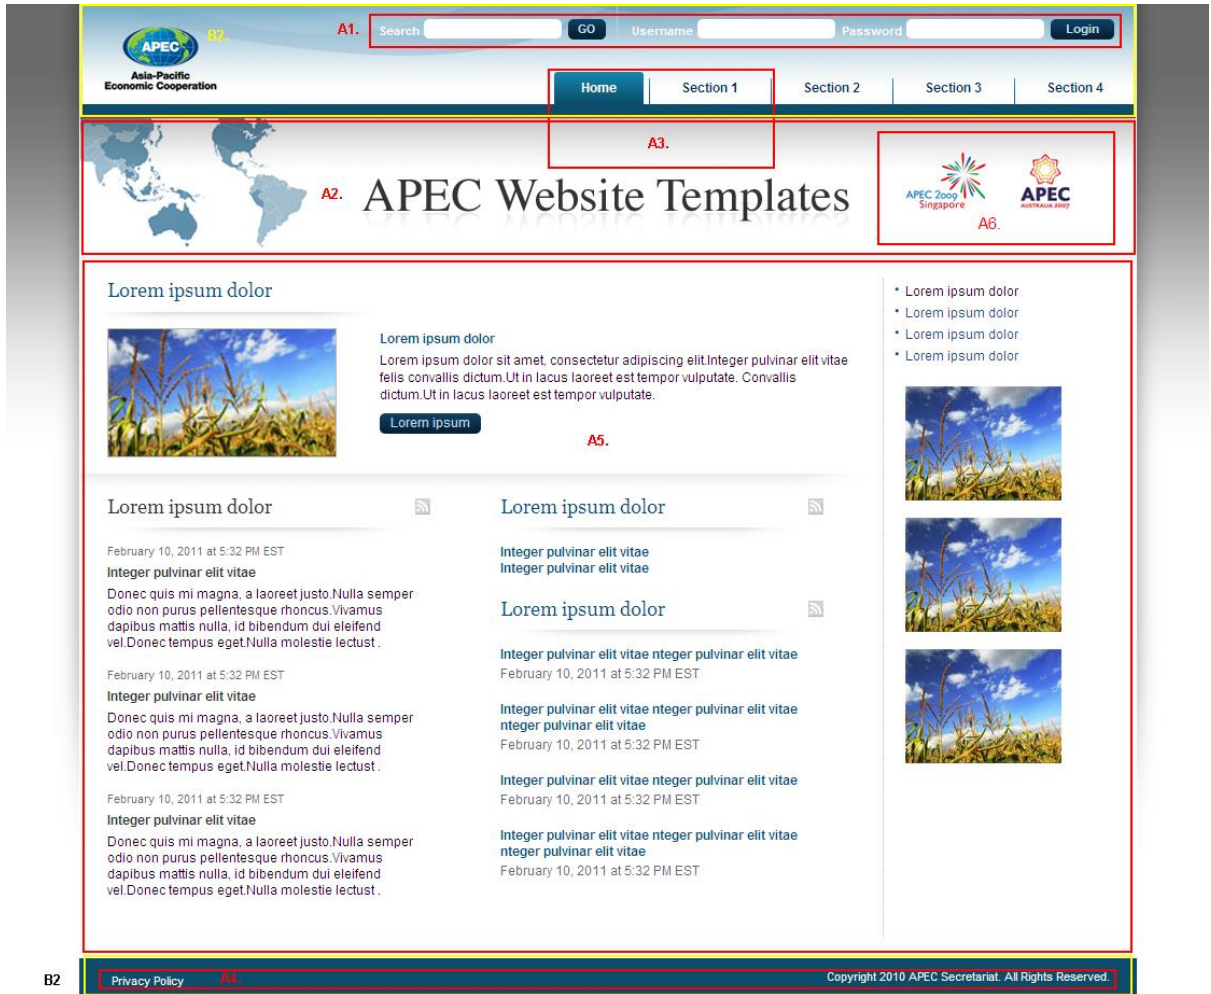 B2.
A1.
Search
GO
Username
Password
Login
APEC
Asia-Pacific
Economic Cooperation
Home
Section 1
Section 2
Section 3
Section 4
A3.
A2.
APEC Website Templates
APEC 2009
Singapore
APEC
AUSTRALIA 2007
A6.
Lorem ipsum dolor
Lorem ipsum dolor
Lorem ipsum dolor sit amet, consectetur adipiscing elit.Integer pulvinar elit vitae
felis convallis dictum.Ut in lacus laoreet est tempor vulputate. Convallis
dictum.Ut in lacus laoreet est tempor vulputate.
Lorem ipsum
A5.
• Lorem ipsum dolor
• Lorem ipsum dolor
• Lorem ipsum dolor
• Lorem ipsum dolor
Lorem ipsum dolor
February 10, 2011 at 5:32 PM EST
Integer pulvinar elit vitae
Donec quis mi magna, a laoreet justo.Nulla semper
odio non purus pellentesque rhoncus.Vivamus
dapibus mattis nulla, id bibendum dui eleifend
vel.Donec tempus eget.Nulla molestie lectust .
February 10, 2011 at 5:32 PM EST
Integer pulvinar elit vitae
Donec quis mi magna, a laoreet justo.Nulla semper
odio non purus pellentesque rhoncus.Vivamus
dapibus mattis nulla, id bibendum dui eleifend
vel.Donec tempus eget.Nulla molestie lectust .
February 10, 2011 at 5:32 PM EST
Integer pulvinar elit vitae
Donec quis mi magna, a laoreet justo.Nulla semper
odio non purus pellentesque rhoncus.Vivamus
dapibus mattis nulla, id bibendum dui eleifend
vel.Donec tempus eget.Nulla molestie lectust .
Lorem ipsum dolor
Integer pulvinar elit vitae
Integer pulvinar elit vitae
Lorem ipsum dolor
Integer pulvinar elit vitae nteger pulvinar elit vitae
February 10, 2011 at 5:32 PM EST
Integer pulvinar elit vitae nteger pulvinar elit vitae
nteger pulvinar elit vitae
February 10, 2011 at 5:32 PM EST
Integer pulvinar elit vitae nteger pulvinar elit vitae
February 10, 2011 at 5:32 PM EST
Integer pulvinar elit vitae nteger pulvinar elit vitae
nteger pulvinar elit vitae
February 10, 2011 at 5:32 PM EST
B2
Privacy Policy
A4.
Copyright 2010 APEC Secretariat. All Rights Reserved.